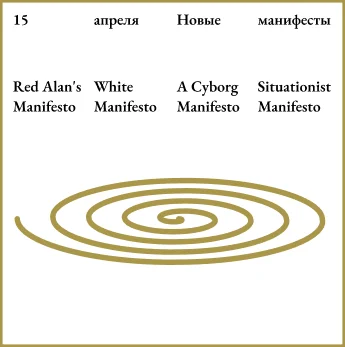 15 апреля Новые манифесты
Red Alan's Manifesto
White Manifesto
A Cyborg Manifesto
Situationist Manifesto